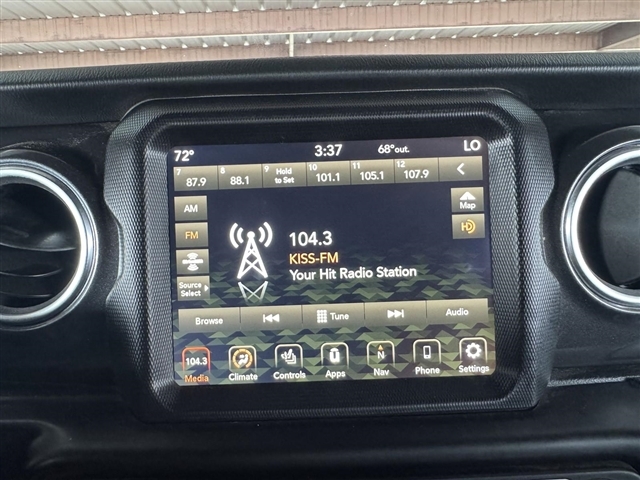 72° 3:37 68°out. LO
7 87.9 8 88.1 9 Hold to Set 10 101.1 11 105.1 12 107.9
AM
Map
FM
HD
104.3
KISS-FM
Your Hit Radio Station
Source
Select
Browse Tune Audio
104.3
N
Media Climate Controls Apps Nav Phone Settings